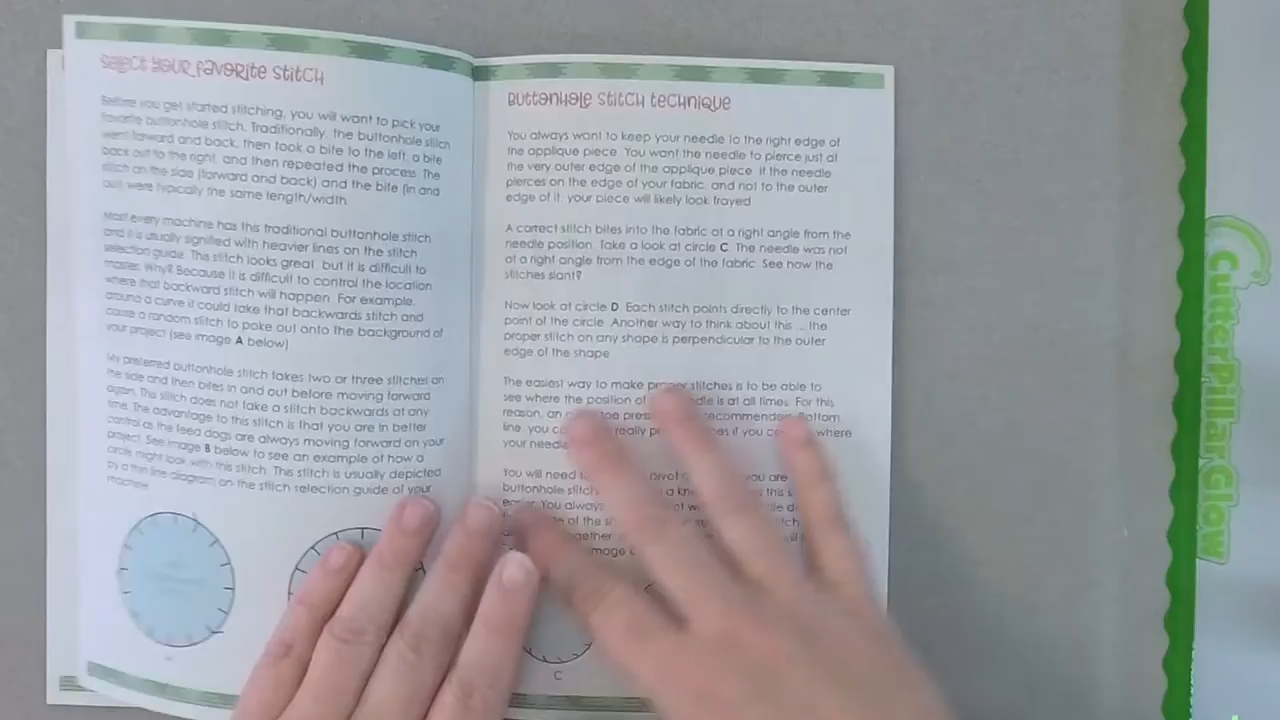 Select Your Favorite Stitch
Before you get started stitching, you will want to pick your
favorite buttonhole stitch. Traditionally, the buttonhole stitch
went forward and back, then took a bite to the left, a bite
back out to the right, and then repeated the process. The
stitch on the side (forward and back) and the bite (in and
out) were typically the same length/width.
Most every machine has this traditional buttonhole stitch
and it is usually signified with heavier lines on the stitch
selection guide. This stitch looks great, but it is difficult to
master. Why? Because it is difficult to control the location
where that backward stitch will happen. For example,
around a curve it could take that backwards stitch and
cause a random stitch to poke out onto the background of
your project (see image A below)
My preferred buttonhole stitch takes two or three stitches on
the side and then bites in and out before moving forward
again. This stitch does not take a stitch backwards at any
time. The advantage to this stitch is that you are in better
control as the feed dogs are always moving forward on your
project. See image B below to see an example of how a
circle might look with this stitch. This stitch is usually depicted
by a thin line diagram on the stitch selection guide of your
machine.
Buttonhole Stitch Technique
You always want to keep your needle to the right edge of
the applique piece. You want the needle to pierce just at
the very outer edge of the applique piece. If the needle
pierces on the edge of your fabric, and not to the outer
edge of it, your piece will likely look frayed.
A correct stitch bites into the fabric at a right angle from the
needle position. Take a look at circle C. The needle was not
at a right angle from the edge of the fabric. See how the
stitches slant?
Now look at circle D. Each stitch points directly to the center
point of the circle. Another way to think about this ... the
proper stitch on any shape is perpendicular to the outer
edge of the shape.
The easiest way to make proper stitches is to be able to
see where the position of needle is at all times. For this
reason, an toe recommended. Bottom
line, you really if you where
your needle
You will need pivot you are
buttonhole this
easier. You always of
of the
together
image
C
CutterPillar Glow